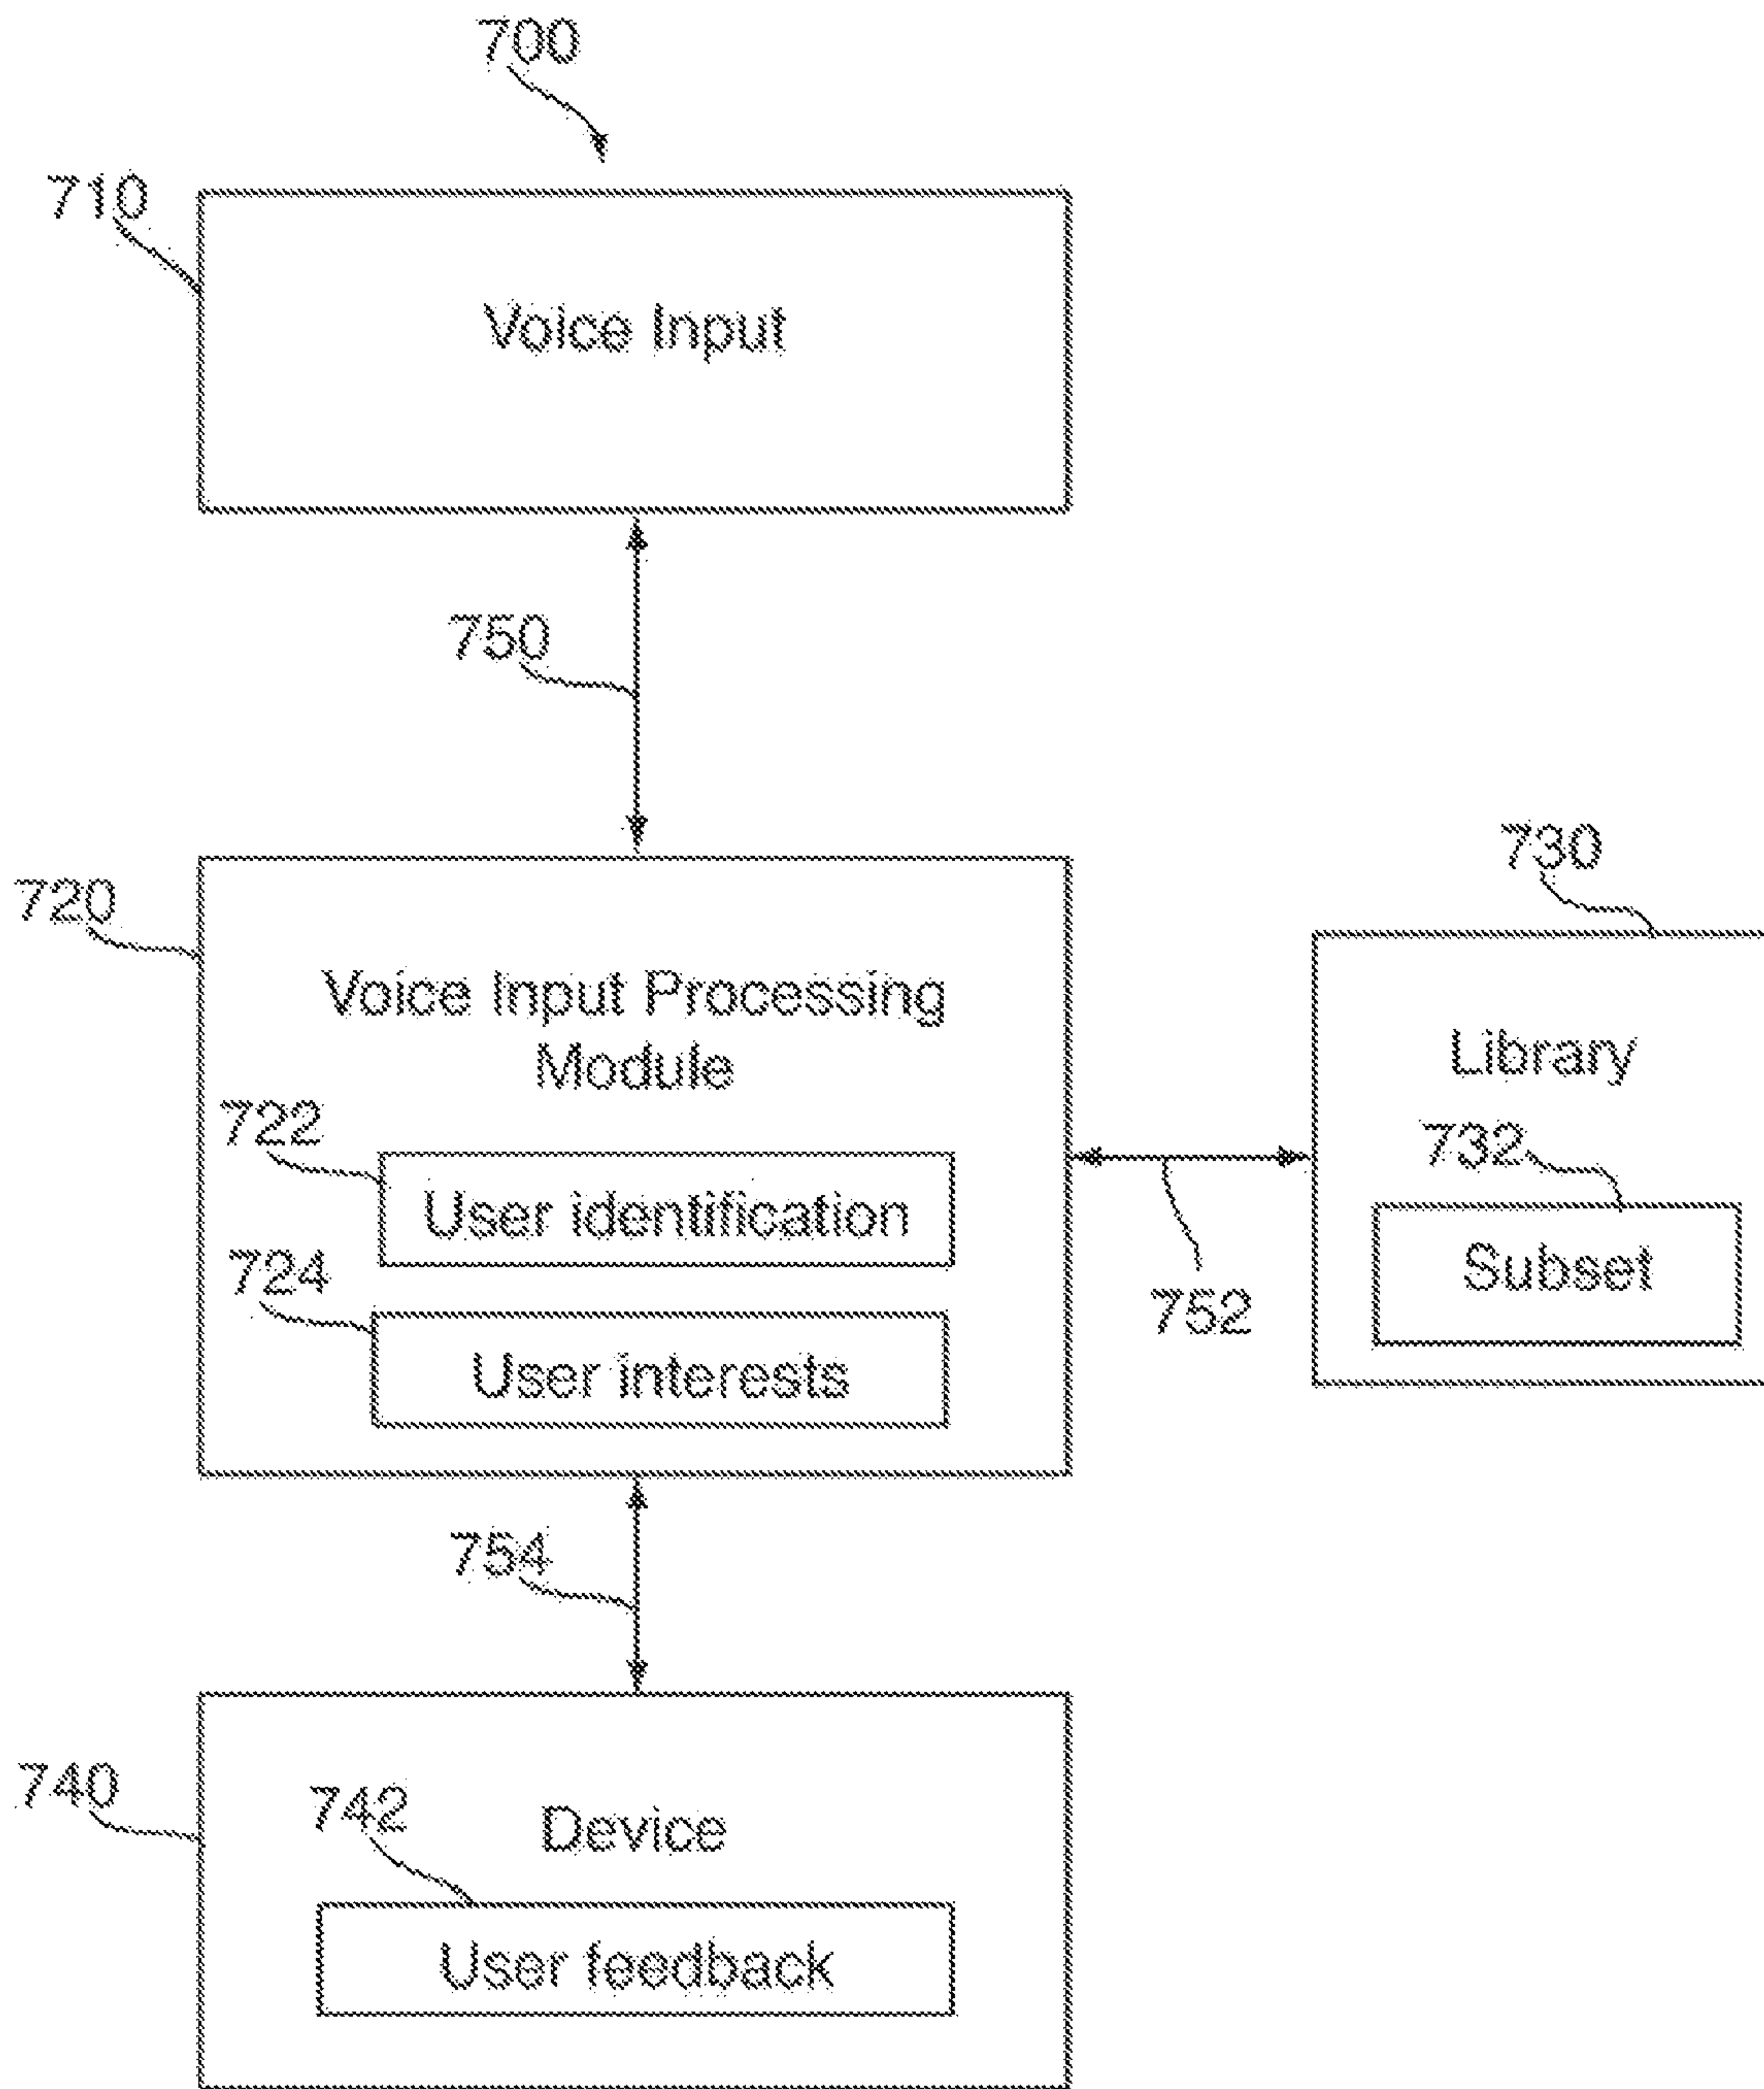 700
710
Voice Input
750
720
730
Voice Input Processing
Module
Library
722
732
User identification
Subset
724
752
User interests
754
740
742
Device
User feedback